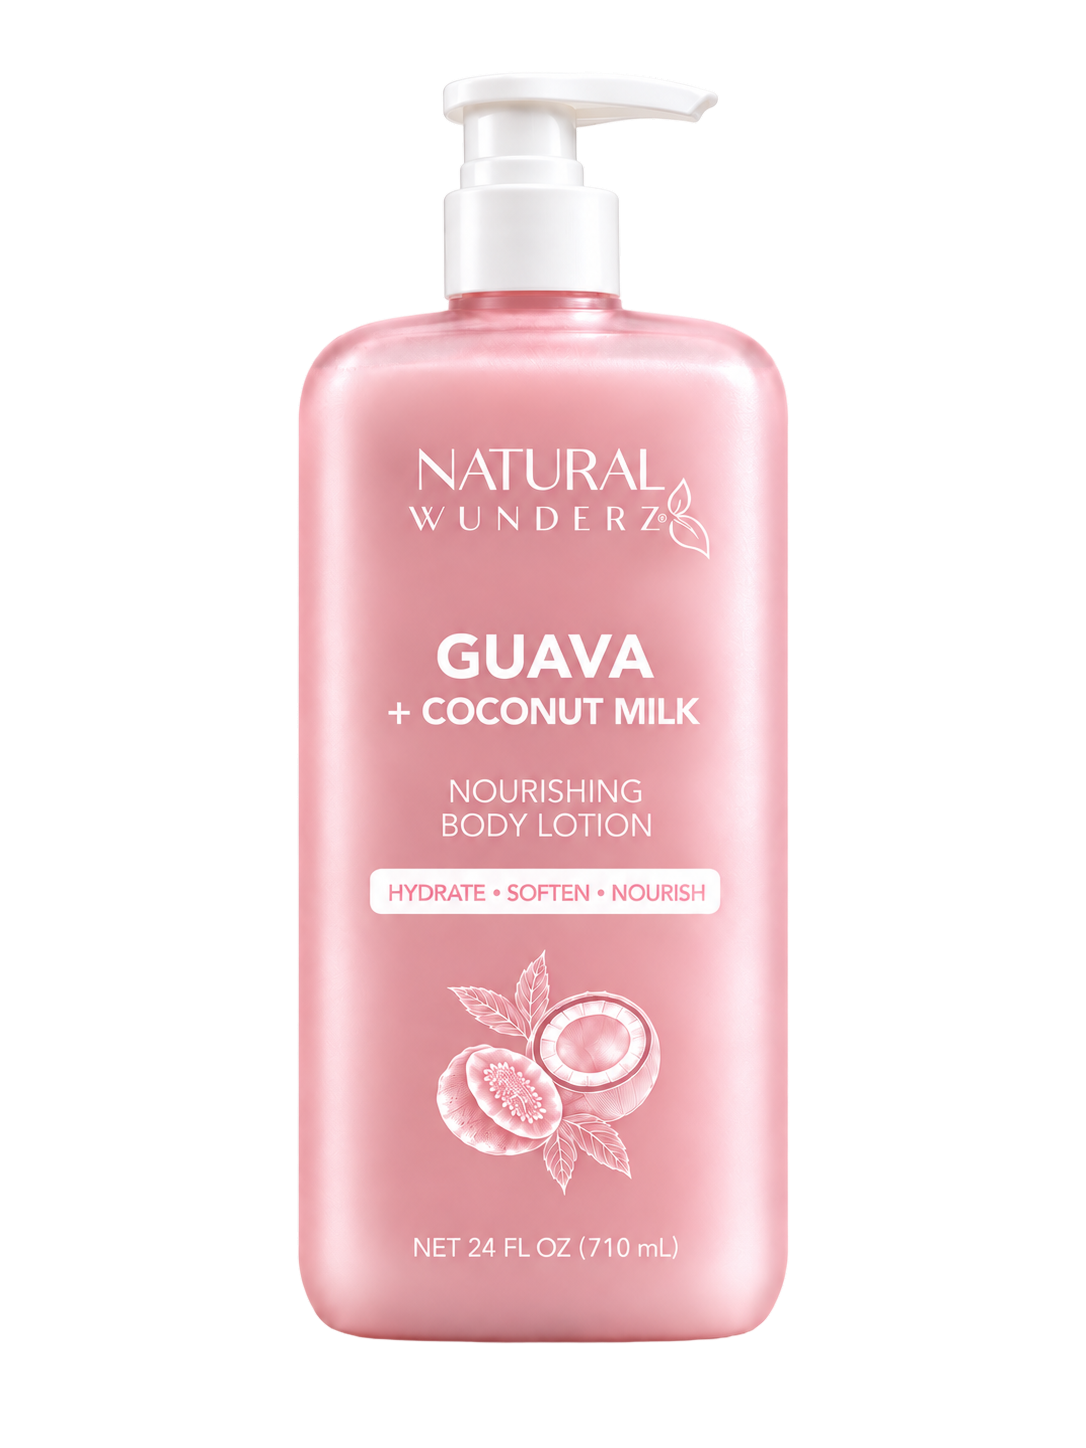 NATURAL
WUNDERZ®
GUAVA
+ COCONUT MILK
NOURISHING
BODY LOTION
HYDRATE • SOFTEN • NOURISH
NET 24 FL OZ (710 mL)